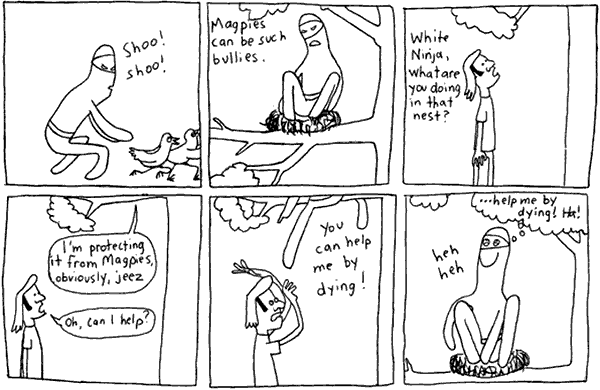 Shoo!
shoo!
Magpies
can be such
bullies.
White
Ninja,
what are
you doing
in that
nest?
I'm protecting
it from Magpies,
obviously, jeez
Oh, can I help?
you
can help
me by
dying!
...help me by
dying! Ha!
heh
heh